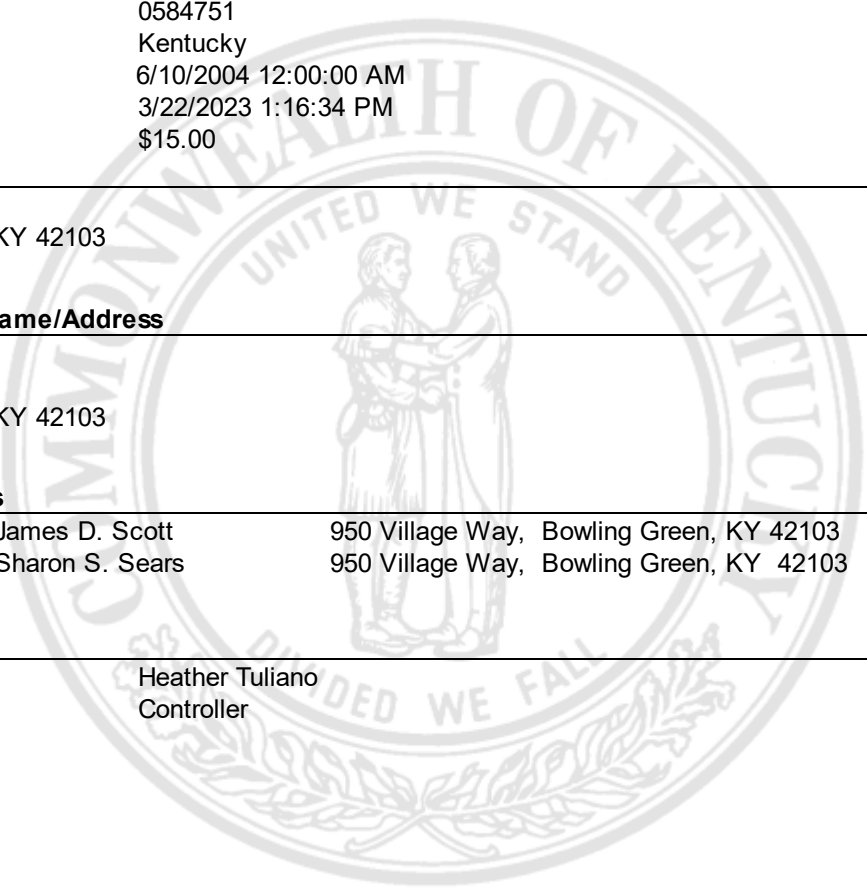 0584751
Kentucky
6/10/2004 12:00:00 AM
3/22/2023 1:16:34 PM
$15.00
KY 42103
ame/Address
KY 42103
s
James D. Scott 950 Village Way, Bowling Green, KY 42103
Sharon S. Sears 950 Village Way, Bowling Green, KY 42103
Heather Tuliano
Controller
COMMONWEALTH OF KENTUCKY
UNITED WE STAND
DIVIDED WE FALL